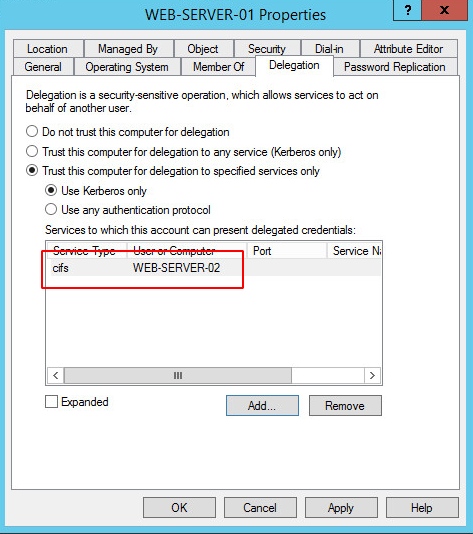 WEB-SERVER-01 Properties
? x
Location Managed By Object Security Dial-in Attribute Editor
General Operating System Member Of Delegation Password Replication
Delegation is a security-sensitive operation, which allows services to act on
behalf of another user.
Do not trust this computer for delegation
Trust this computer for delegation to any service (Kerberos only)
Trust this computer for delegation to specified services only
Use Kerberos only
Use any authentication protocol
Services to which this account can present delegated credentials:
Service Type User or Computer Port Service Na
cifs WEB-SERVER-02
Expanded Add... Remove
OK Cancel Apply Help